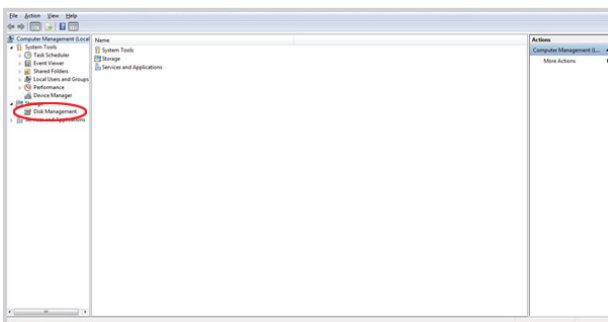 File Action View Help
Computer Management (Local
System Tools
Task Scheduler
Event Viewer
Shared Folders
Local Users and Groups
Performance
Device Manager
Storage
Disk Management
Services and Applications
Name
System Tools
Storage
Services and Applications
Actions
Computer Management (L...
More Actions